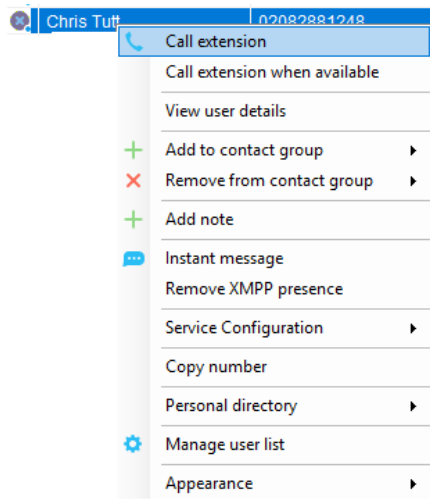 Chris Tutt 02082881248
Call extension
Call extension when available
View user details
Add to contact group
Remove from contact group
Add note
Instant message
Remove XMPP presence
Service Configuration
Copy number
Personal directory
Manage user list
Appearance